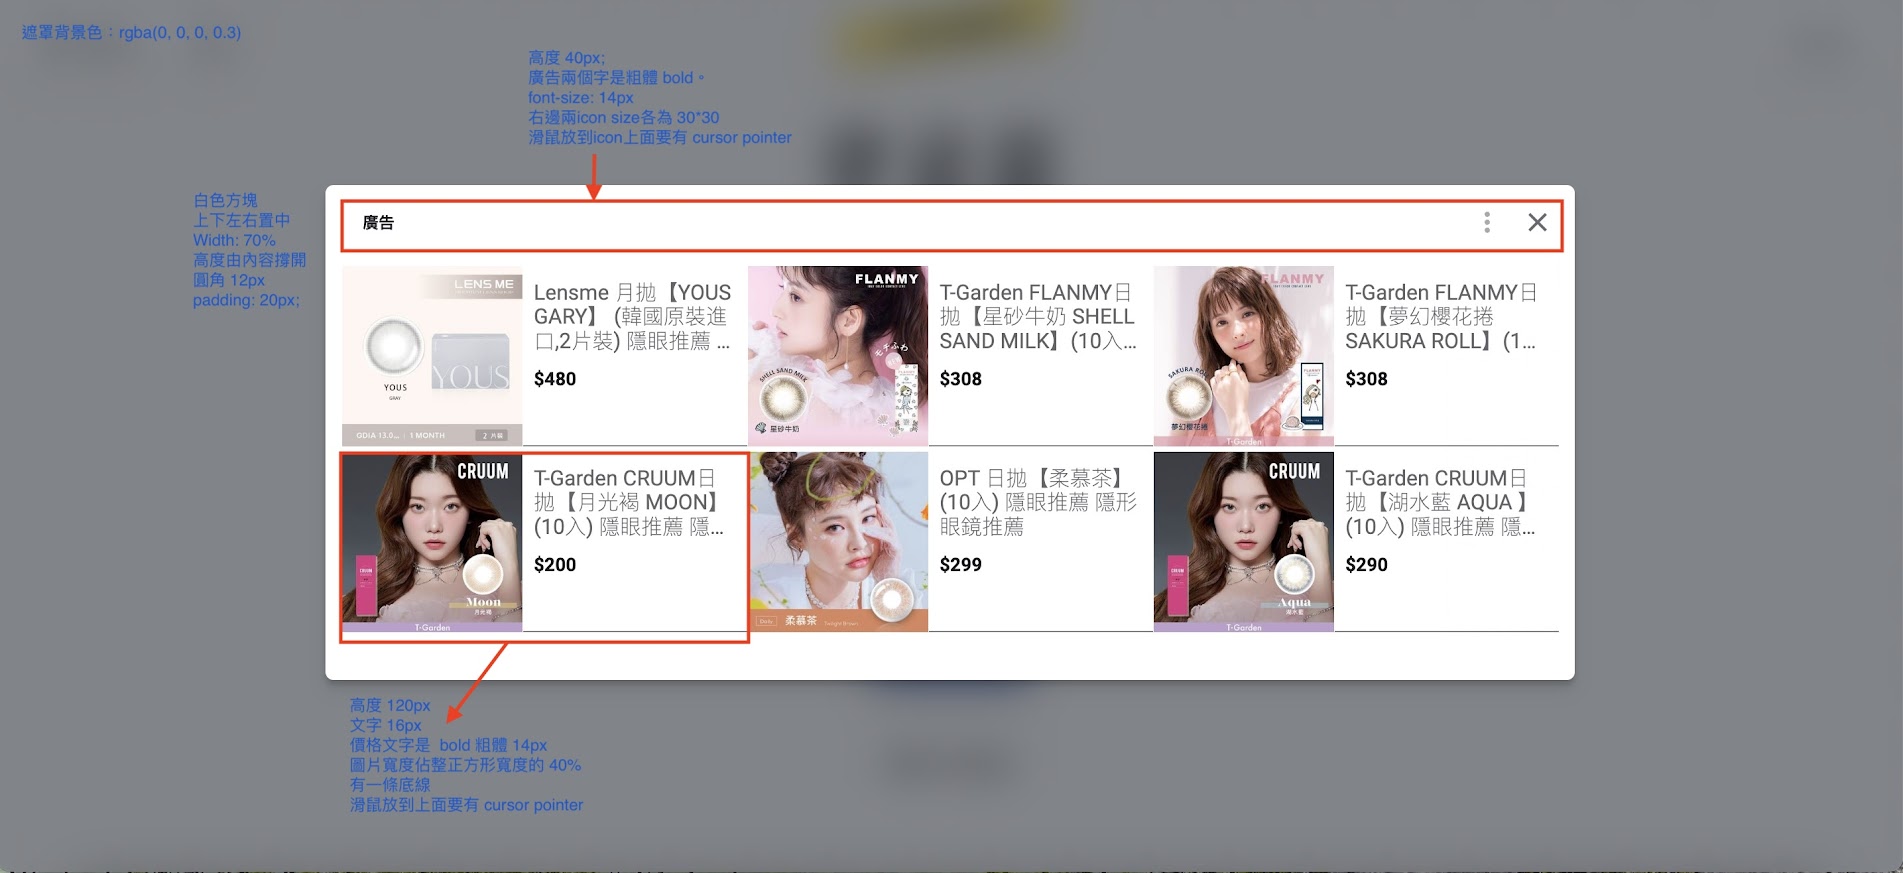 遮罩背景色：rgba(0, 0, 0, 0.3)
高度 40px;
廣告兩個字是粗體 bold。
font-size: 14px
右邊兩icon size各為 30*30
滑鼠放到icon上面要有 cursor pointer
白色方塊
上下左右置中
Width: 70%
高度由內容撐開
圓角 12px
padding: 20px;
廣告
LENS ME
YOUS
GRAY
YOUS
1 MONTH
2 片裝
Lensme 月拋【YOUS
GARY】 (韓國原裝進
口,2片裝) 隱眼推薦 ...
$480
FLANMY
モチふわ
SHELL SAND MILK
星砂牛奶
T-Garden FLANMY日
拋【星砂牛奶 SHELL
SAND MILK】(10入...
$308
FLANMY
SAKURA ROLL
FLANMY
夢幻櫻花捲
T-Garden
T-Garden FLANMY日
拋【夢幻櫻花捲
SAKURA ROLL】(1...
$308
CRUUM
CRUUM
Moon
月光褐
T-Garden
T-Garden CRUUM日
拋【月光褐 MOON】
(10入) 隱眼推薦 隱...
$200
Daily
柔慕茶
Twilight Brown
OPT 日拋【柔慕茶】
(10入) 隱眼推薦 隱形
眼鏡推薦
$299
CRUUM
CRUUM
Aqua
湖水藍
T-Garden
T-Garden CRUUM日
拋【湖水藍 AQUA 】
(10入) 隱眼推薦 隱...
$290
高度 120px
文字 16px
價格文字是 bold 粗體 14px
圖片寬度佔整正方形寬度的 40%
有一條底線
滑鼠放到上面要有 cursor pointer